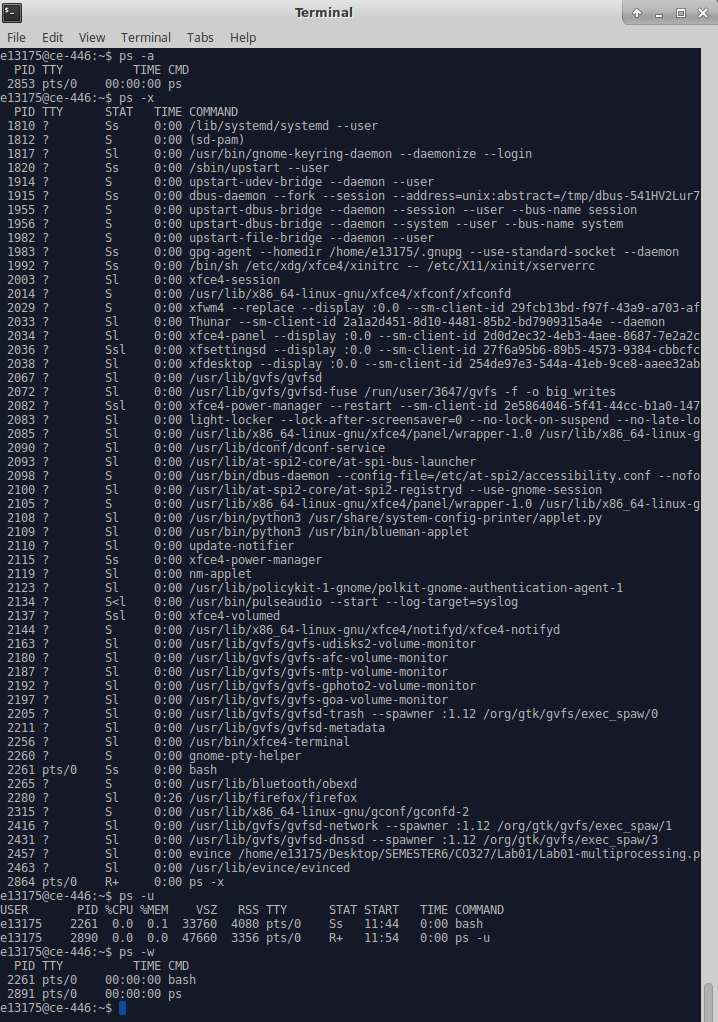 Terminal
File Edit View Terminal Tabs Help
e13175@ce-446:~$ ps -a
  PID TTY          TIME CMD
 2853 pts/0    00:00:00 ps
e13175@ce-446:~$ ps -x
  PID TTY      STAT   TIME COMMAND
 1810 ?        Ss     0:00 /lib/systemd/systemd --user
 1812 ?        S      0:00 (sd-pam)
 1817 ?        Sl     0:00 /usr/bin/gnome-keyring-daemon --daemonize --login
 1820 ?        Ss     0:00 /sbin/upstart --user
 1914 ?        S      0:00 upstart-udev-bridge --daemon --user
 1915 ?        Ss     0:00 dbus-daemon --fork --session --address=unix:abstract=/tmp/dbus-541HV2Lur7
 1955 ?        S      0:00 upstart-dbus-bridge --daemon --session --user --bus-name session
 1956 ?        S      0:00 upstart-dbus-bridge --daemon --system --user --bus-name system
 1982 ?        S      0:00 upstart-file-bridge --daemon --user
 1983 ?        Ss     0:00 gpg-agent --homedir /home/e13175/.gnupg --use-standard-socket --daemon
 1992 ?        Ss     0:00 /bin/sh /etc/xdg/xfce4/xinitrc -- /etc/X11/xinit/xserverrc
 2003 ?        Sl     0:00 xfce4-session
 2014 ?        S      0:00 /usr/lib/x86_64-linux-gnu/xfce4/xfconf/xfconfd
 2029 ?        S      0:00 xfwm4 --replace --display :0.0 --sm-client-id 29fcb13bd-f97f-43a9-a703-af
 2033 ?        Sl     0:00 Thunar --sm-client-id 2a1a2d451-8d10-4481-85b2-bd7909315a4e --daemon
 2034 ?        Sl     0:00 xfce4-panel --display :0.0 --sm-client-id 2d0d2ec32-4eb3-4aee-8687-7e2a2c
 2036 ?        Ssl    0:00 xfsettingsd --display :0.0 --sm-client-id 27f6a95b6-89b5-4573-9384-cbbcfc
 2038 ?        Sl     0:00 xfdesktop --display :0.0 --sm-client-id 254de97e3-544a-41eb-9ce8-aaee32ab
 2067 ?        Sl     0:00 /usr/lib/gvfs/gvfsd
 2072 ?        Sl     0:00 /usr/lib/gvfs/gvfsd-fuse /run/user/3647/gvfs -f -o big_writes
 2082 ?        Ssl    0:00 xfce4-power-manager --restart --sm-client-id 2e5864046-5f41-44cc-b1a0-147
 2083 ?        Sl     0:00 light-locker --lock-after-screensaver=0 --no-lock-on-suspend --no-late-lo
 2085 ?        Sl     0:00 /usr/lib/x86_64-linux-gnu/xfce4/panel/wrapper-1.0 /usr/lib/x86_64-linux-g
 2090 ?        Sl     0:00 /usr/lib/dconf/dconf-service
 2093 ?        Sl     0:00 /usr/lib/at-spi2-core/at-spi-bus-launcher
 2098 ?        S      0:00 /usr/bin/dbus-daemon --config-file=/etc/at-spi2/accessibility.conf --nofo
 2100 ?        Sl     0:00 /usr/lib/at-spi2-core/at-spi2-registryd --use-gnome-session
 2105 ?        S      0:00 /usr/lib/x86_64-linux-gnu/xfce4/panel/wrapper-1.0 /usr/lib/x86_64-linux-g
 2108 ?        Sl     0:00 /usr/bin/python3 /usr/share/system-config-printer/applet.py
 2109 ?        Sl     0:00 /usr/bin/python3 /usr/bin/blueman-applet
 2110 ?        Sl     0:00 update-notifier
 2115 ?        Ss     0:00 xfce4-power-manager
 2119 ?        Sl     0:00 nm-applet
 2123 ?        Sl     0:00 /usr/lib/policykit-1-gnome/polkit-gnome-authentication-agent-1
 2134 ?        S<l    0:00 /usr/bin/pulseaudio --start --log-target=syslog
 2137 ?        Ssl    0:00 xfce4-volumed
 2144 ?        S      0:00 /usr/lib/x86_64-linux-gnu/xfce4/notifyd/xfce4-notifyd
 2163 ?        Sl     0:00 /usr/lib/gvfs/gvfs-udisks2-volume-monitor
 2180 ?        Sl     0:00 /usr/lib/gvfs/gvfs-afc-volume-monitor
 2187 ?        Sl     0:00 /usr/lib/gvfs/gvfs-mtp-volume-monitor
 2192 ?        Sl     0:00 /usr/lib/gvfs/gvfs-gphoto2-volume-monitor
 2197 ?        Sl     0:00 /usr/lib/gvfs/gvfs-goa-volume-monitor
 2205 ?        Sl     0:00 /usr/lib/gvfs/gvfsd-trash --spawner :1.12 /org/gtk/gvfs/exec_spaw/0
 2211 ?        Sl     0:00 /usr/lib/gvfs/gvfsd-metadata
 2256 ?        Sl     0:00 /usr/bin/xfce4-terminal
 2260 ?        S      0:00 gnome-pty-helper
 2261 pts/0    Ss     0:00 bash
 2265 ?        S      0:00 /usr/lib/bluetooth/obexd
 2280 ?        Sl     0:26 /usr/lib/firefox/firefox
 2315 ?        S      0:00 /usr/lib/x86_64-linux-gnu/gconf/gconfd-2
 2416 ?        Sl     0:00 /usr/lib/gvfs/gvfsd-network --spawner :1.12 /org/gtk/gvfs/exec_spaw/1
 2431 ?        Sl     0:00 /usr/lib/gvfs/gvfsd-dnssd --spawner :1.12 /org/gtk/gvfs/exec_spaw/3
 2457 ?        Sl     0:00 evince /home/e13175/Desktop/SEMESTER6/CO327/Lab01/Lab01-multiprocessing.p
 2463 ?        Sl     0:00 /usr/lib/evince/evinced
 2864 pts/0    R+     0:00 ps -x
e13175@ce-446:~$ ps -u
USER       PID %CPU %MEM    VSZ   RSS TTY      STAT START   TIME COMMAND
e13175    2261  0.0  0.1  33760  4080 pts/0    Ss   11:44   0:00 bash
e13175    2890  0.0  0.0  47660  3356 pts/0    R+   11:54   0:00 ps -u
e13175@ce-446:~$ ps -w
  PID TTY          TIME CMD
 2261 pts/0    00:00:00 bash
 2891 pts/0    00:00:00 ps
e13175@ce-446:~$